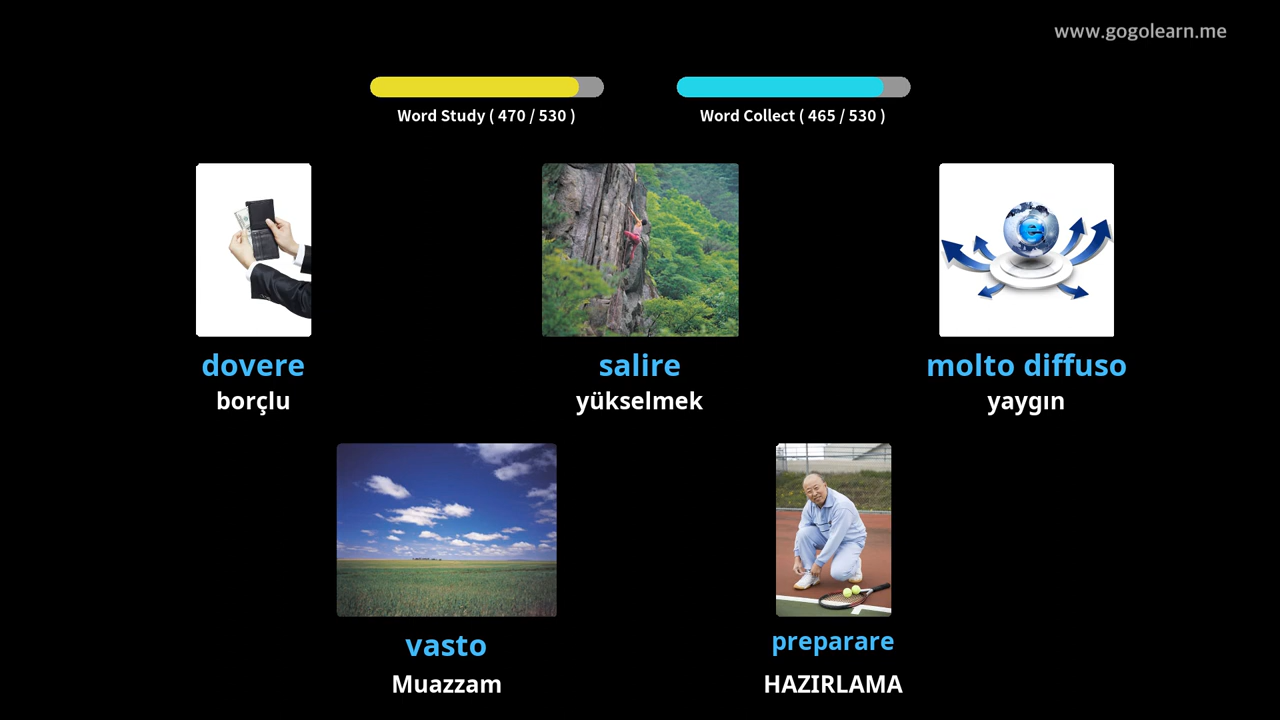 www.gogolearn.me
Word Study ( 470 / 530 )
Word Collect ( 465 / 530 )
e
dovere
borçlu
salire
yükselmek
molto diffuso
yaygın
vasto
Muazzam
preparare
HAZIRLAMA